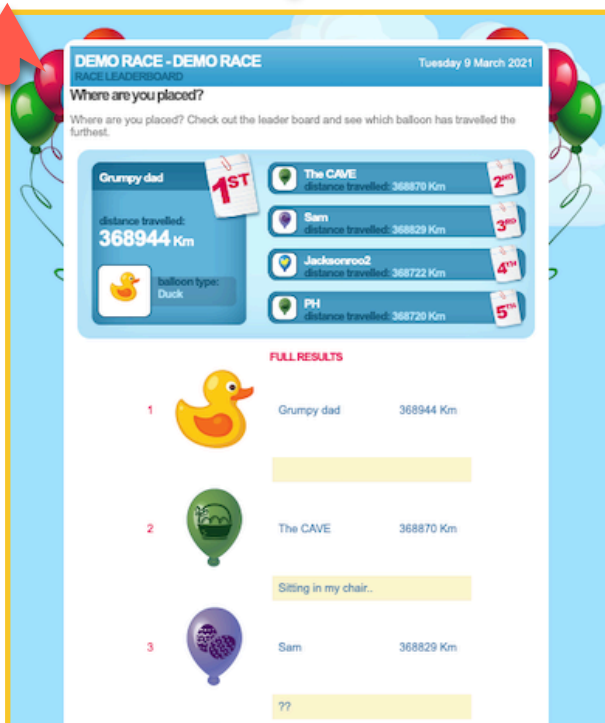 DEMO RACE - DEMO RACE
Tuesday 9 March 2021
RACE LEADERBOARD
Where are you placed?
Where are you placed? Check out the leader board and see which balloon has travelled the
furthest.
Grumpy dad
1ST
distance travelled:
368944 Km
balloon type:
Duck
The CAVE
distance travelled: 368870 Km
2ND
Sam
distance travelled: 368829 Km
3RD
Jacksonroo2
distance travelled: 368722 Km
4TH
PH
distance travelled: 368720 Km
5TH
FULL RESULTS
1 Grumpy dad 368944 Km
2 The CAVE 368870 Km
Sitting in my chair..
3 Sam 368829 Km
??